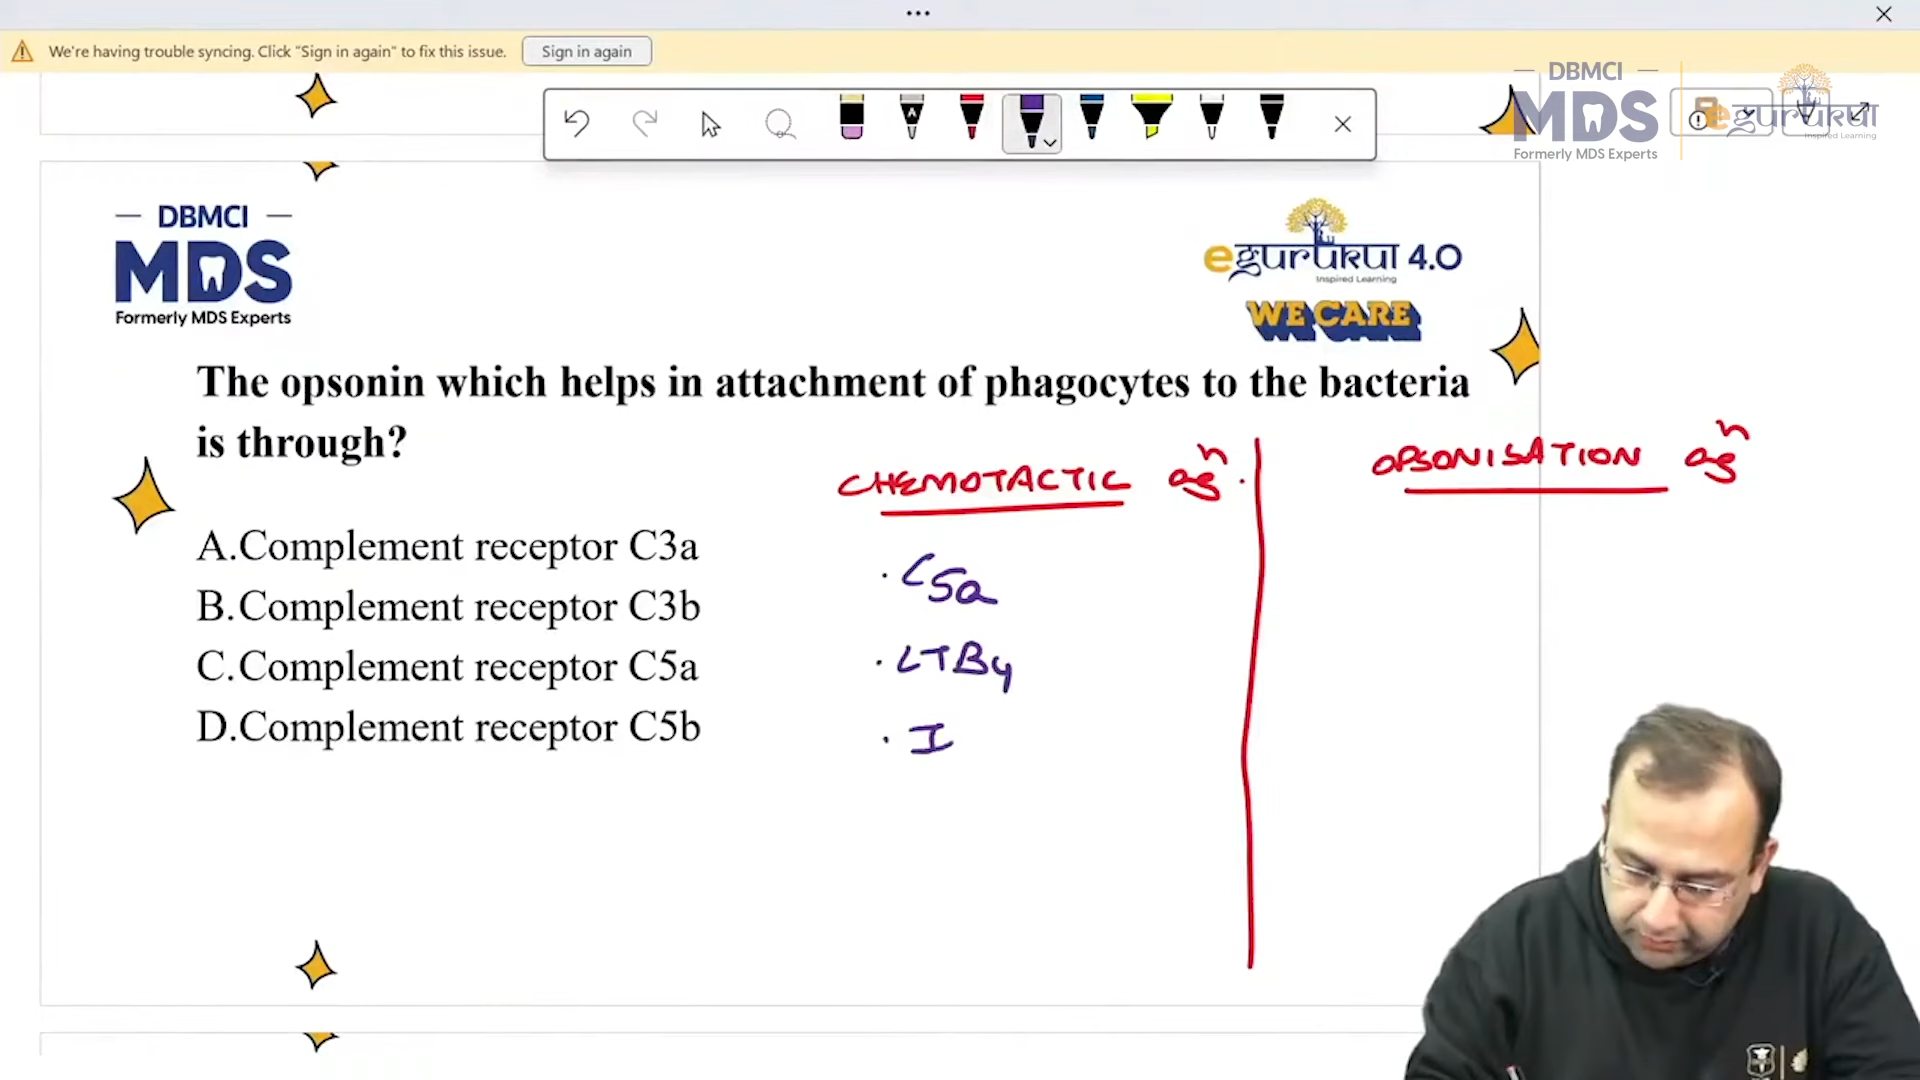 We're having trouble syncing. Click "Sign in again" to fix this issue. Sign in again
DBMCI
MDS
Formerly MDS Experts
egurukul
Inspired Learning
DBMCI
MDS
Formerly MDS Experts
egurukul 4.0
Inspired Learning
WE CARE
The opsonin which helps in attachment of phagocytes to the bacteria
is through?
CHEMOTACTIC agn.
OPSONISATION agn
A.Complement receptor C3a
B.Complement receptor C3b
C.Complement receptor C5a
D.Complement receptor C5b
· C5a
· LTB4
· I